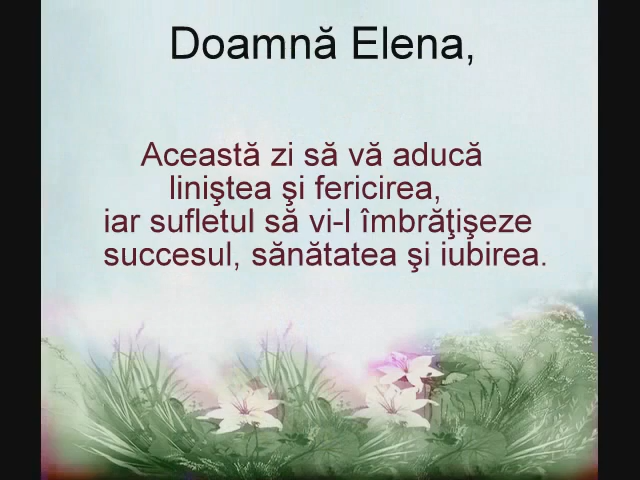 Doamnă Elena,
Această zi să vă aducă
liniştea şi fericirea,
iar sufletul să vi-l îmbrăţişeze
succesul, sănătatea şi iubirea.